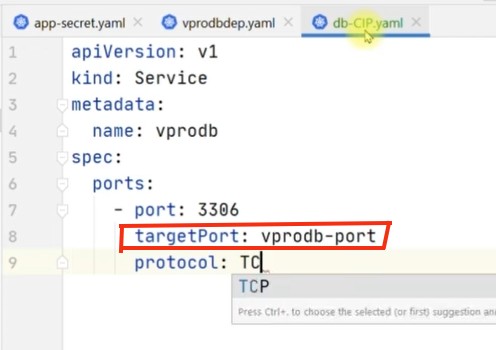 app-secret.yaml vprodbdep.yaml db-CIP.yaml
1 apiVersion: v1
2 kind: Service
3 metadata:
4 name: vprodb
5 spec:
6 ports:
7 - port: 3306
8 targetPort: vprodb-port
9 protocol: TC
TCP
Press Ctrl+. to choose the selected (or first) suggestion and